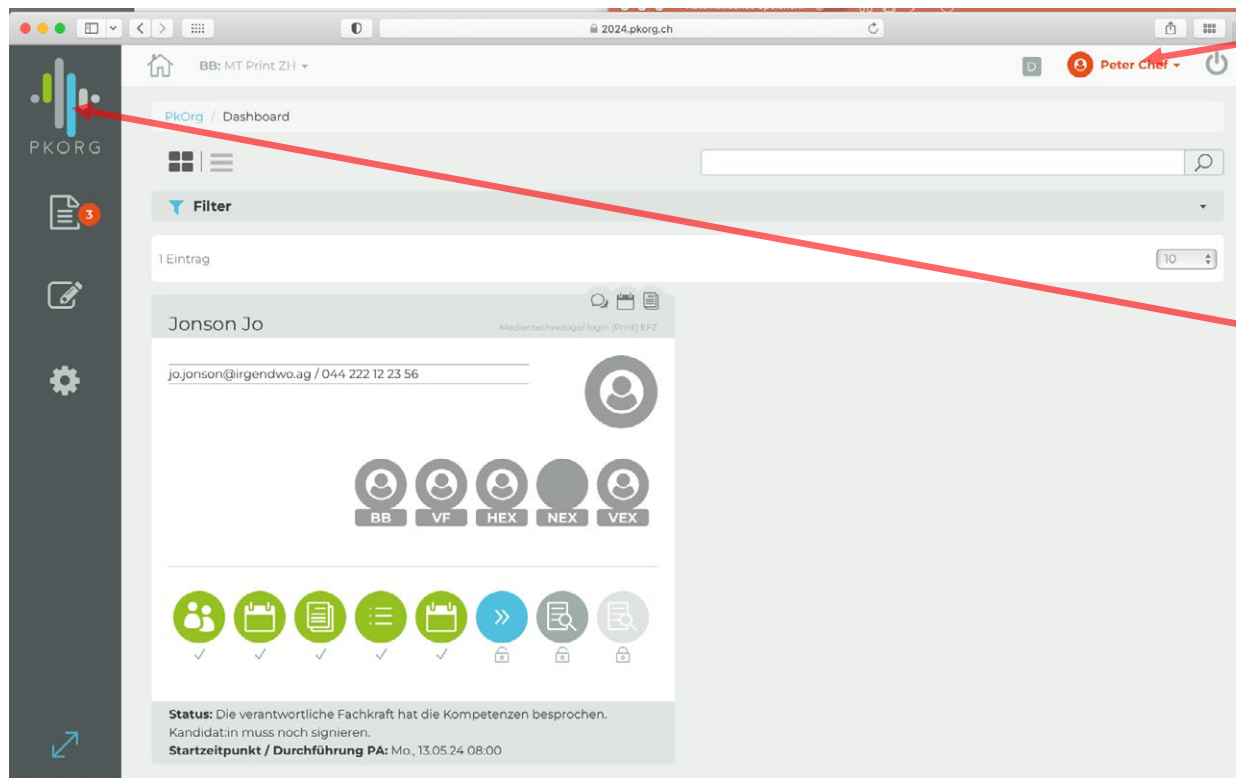 2024.pkorg.ch
BB: MT Print ZH
D
Peter Chef
PKORG
PkOrg / Dashboard
3
Filter
1 Eintrag
10
Jonson Jo
Medientechnologe/-login (Print) EFZ
jo.jonson@irgendwo.ag / 044 222 12 23 56
BB VF HEX NEX VEX
Status: Die verantwortliche Fachkraft hat die Kompetenzen besprochen.
Kandidat:in muss noch signieren.
Startzeitpunkt / Durchführung PA: Mo., 13.05.24 08:00